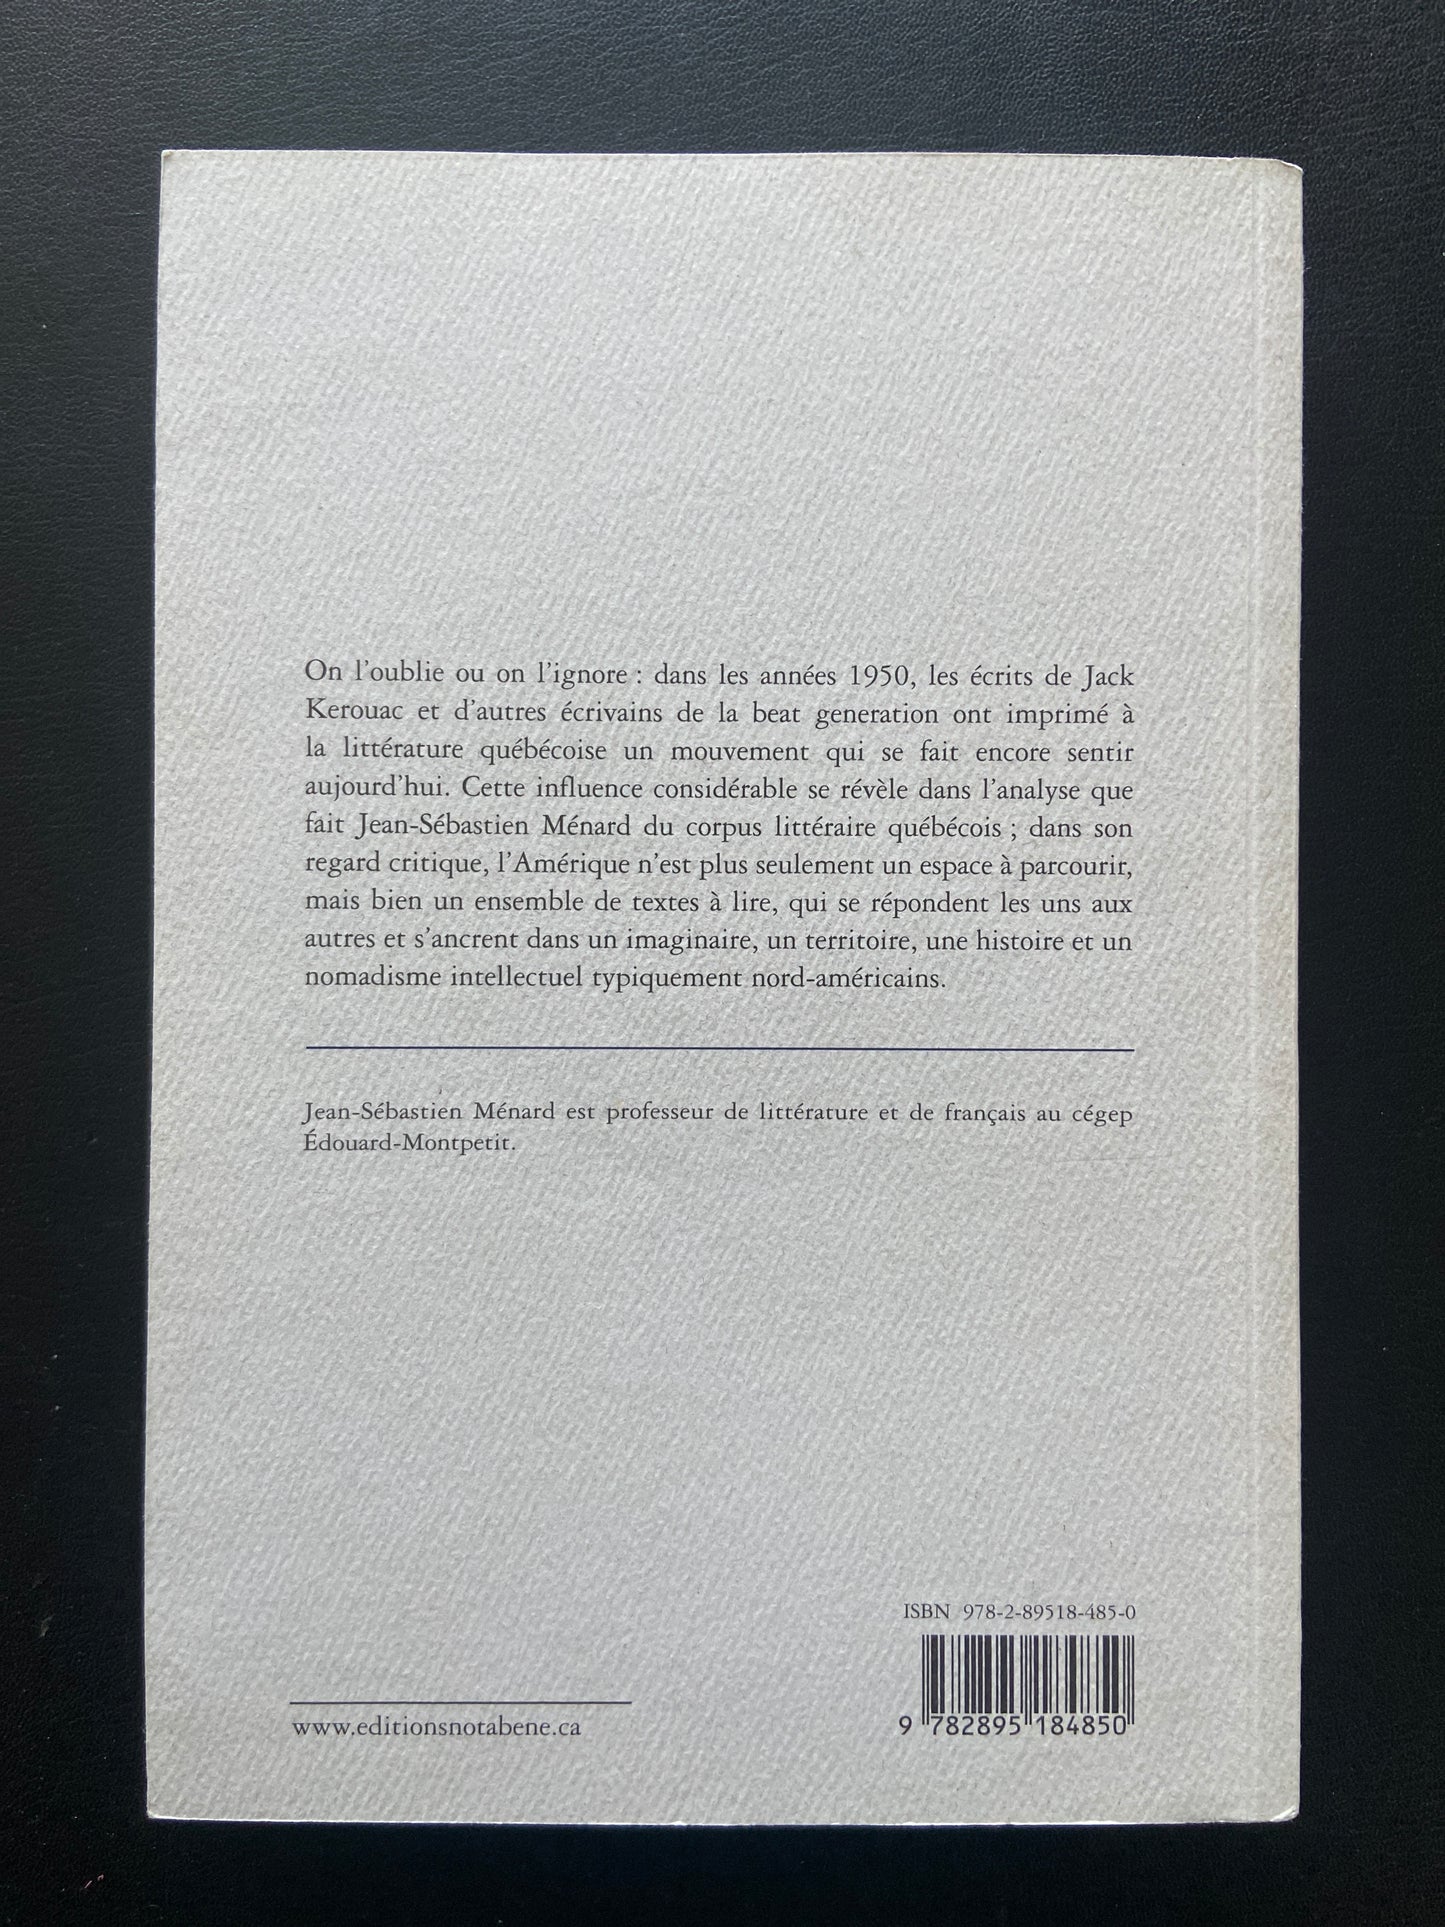 On l'oublie ou on l'ignore : dans les années 1950, les écrits de Jack
Kerouac et d'autres écrivains de la beat generation ont imprimé à
la littérature québécoise un mouvement qui se fait encore sentir
aujourd'hui. Cette influence considérable se révèle dans l'analyse que
fait Jean-Sébastien Ménard du corpus littéraire québécois ; dans son
regard critique, l'Amérique n'est plus seulement un espace à parcourir,
mais bien un ensemble de textes à lire, qui se répondent les uns aux
autres et s'ancrent dans un imaginaire, un territoire, une histoire et un
nomadisme intellectuel typiquement nord-américains.
Jean-Sébastien Ménard est professeur de littérature et de français au cégep
Édouard-Montpetit.
ISBN 978-2-89518-485-0
9 782895 184850
www.editionsnotabene.ca